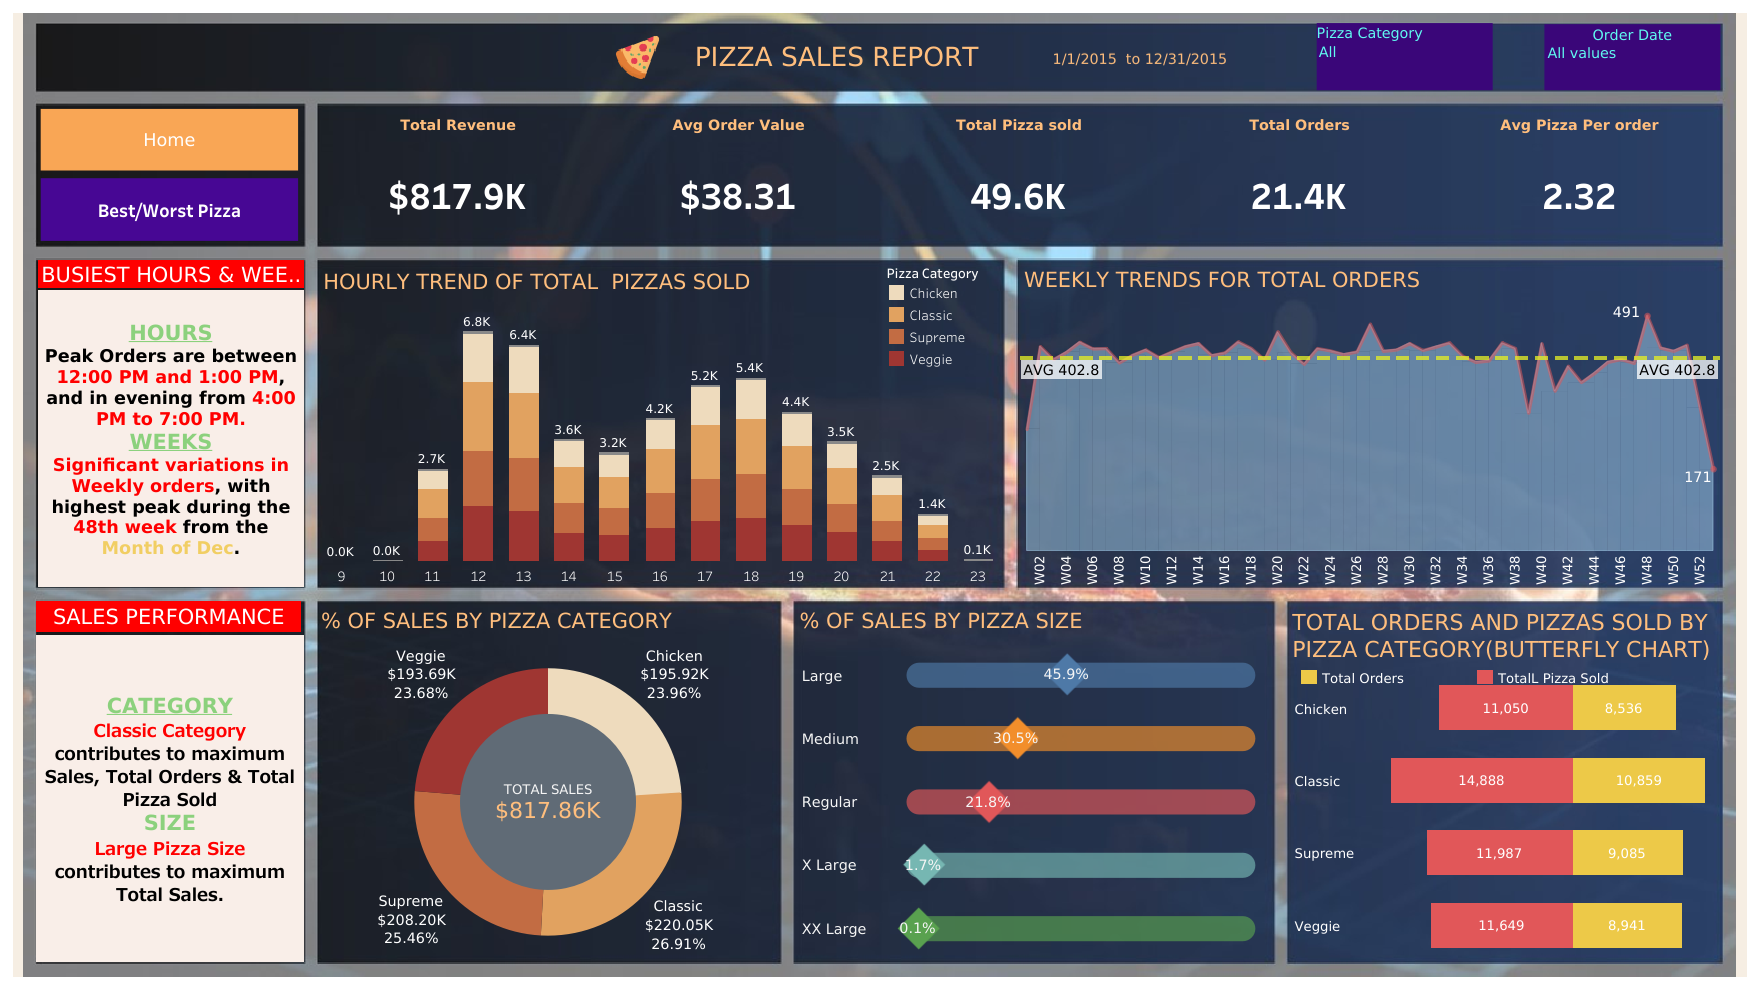 PIZZA SALES REPORT
1/1/2015  to 12/31/2015
Pizza Category
All
Order Date
All values
Home
Best/Worst Pizza
Total Revenue
$817.9K
Avg Order Value
$38.31
Total Pizza sold
49.6K
Total Orders
21.4K
Avg Pizza Per order
2.32
BUSIEST HOURS & WEE..
HOURS
Peak Orders are between
12:00 PM and 1:00 PM,
and in evening from 4:00
PM to 7:00 PM.
WEEKS
Significant variations in
Weekly orders, with
highest peak during the
48th week from the
Month of Dec.
HOURLY TREND OF TOTAL  PIZZAS SOLD
Pizza Category
Chicken
Classic
Supreme
Veggie
0.0K
0.0K
2.7K
6.8K
6.4K
3.6K
3.2K
4.2K
5.2K
5.4K
4.4K
3.5K
2.5K
1.4K
0.1K
9 10 11 12 13 14 15 16 17 18 19 20 21 22 23
WEEKLY TRENDS FOR TOTAL ORDERS
491
AVG 402.8
AVG 402.8
171
W02 W04 W06 W08 W10 W12 W14 W16 W18 W20 W22 W24 W26 W28 W30 W32 W34 W36 W38 W40 W42 W44 W46 W48 W50 W52
SALES PERFORMANCE
CATEGORY
Classic Category
contributes to maximum
Sales, Total Orders & Total
Pizza Sold
SIZE
Large Pizza Size
contributes to maximum
Total Sales.
% OF SALES BY PIZZA CATEGORY
Veggie
$193.69K
23.68%
Chicken
$195.92K
23.96%
TOTAL SALES
$817.86K
Supreme
$208.20K
25.46%
Classic
$220.05K
26.91%
% OF SALES BY PIZZA SIZE
Large 45.9%
Medium 30.5%
Regular 21.8%
X Large 1.7%
XX Large 0.1%
TOTAL ORDERS AND PIZZAS SOLD BY
PIZZA CATEGORY(BUTTERFLY CHART)
Total Orders
TotalL Pizza Sold
Chicken 11,050 8,536
Classic 14,888 10,859
Supreme 11,987 9,085
Veggie 11,649 8,941